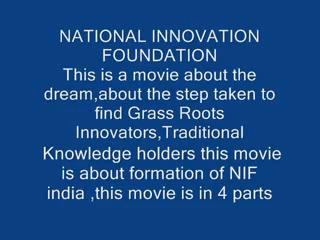 NATIONAL INNOVATION
FOUNDATION
This is a movie about the
dream,about the step taken to
find Grass Roots
Innovators,Traditional
Knowledge holders this movie
is about formation of NIF
india ,this movie is in 4 parts